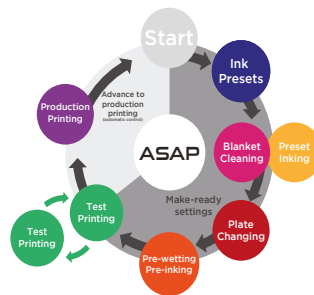 Start
Ink
Presets
Blanket
Cleaning
Preset
Inking
Plate
Changing
Pre-wetting
Pre-inking
Test
Printing
Test
Printing
Production
Printing
Advance to
production
printing
(automatic control)
ASAP
Make-ready
settings